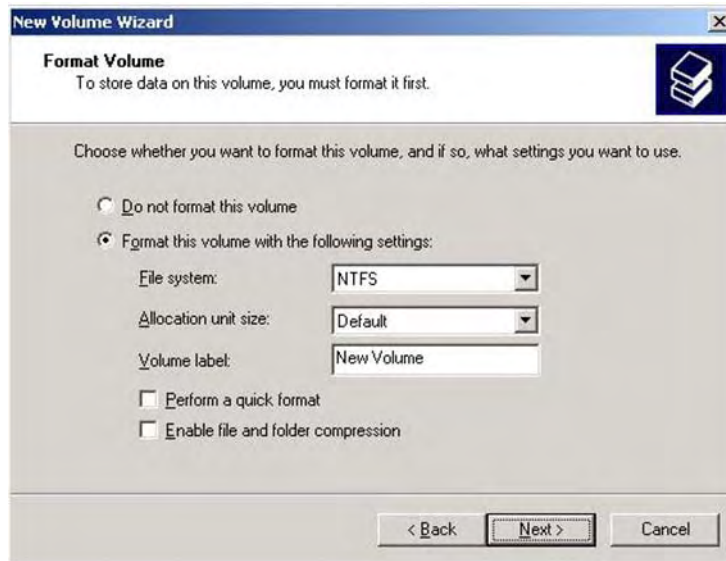 New Volume Wizard
Format Volume
To store data on this volume, you must format it first.
Choose whether you want to format this volume, and if so, what settings you want to use.
Do not format this volume
Format this volume with the following settings:
File system: NTFS
Allocation unit size: Default
Volume label: New Volume
Perform a quick format
Enable file and folder compression
< Back Next > Cancel